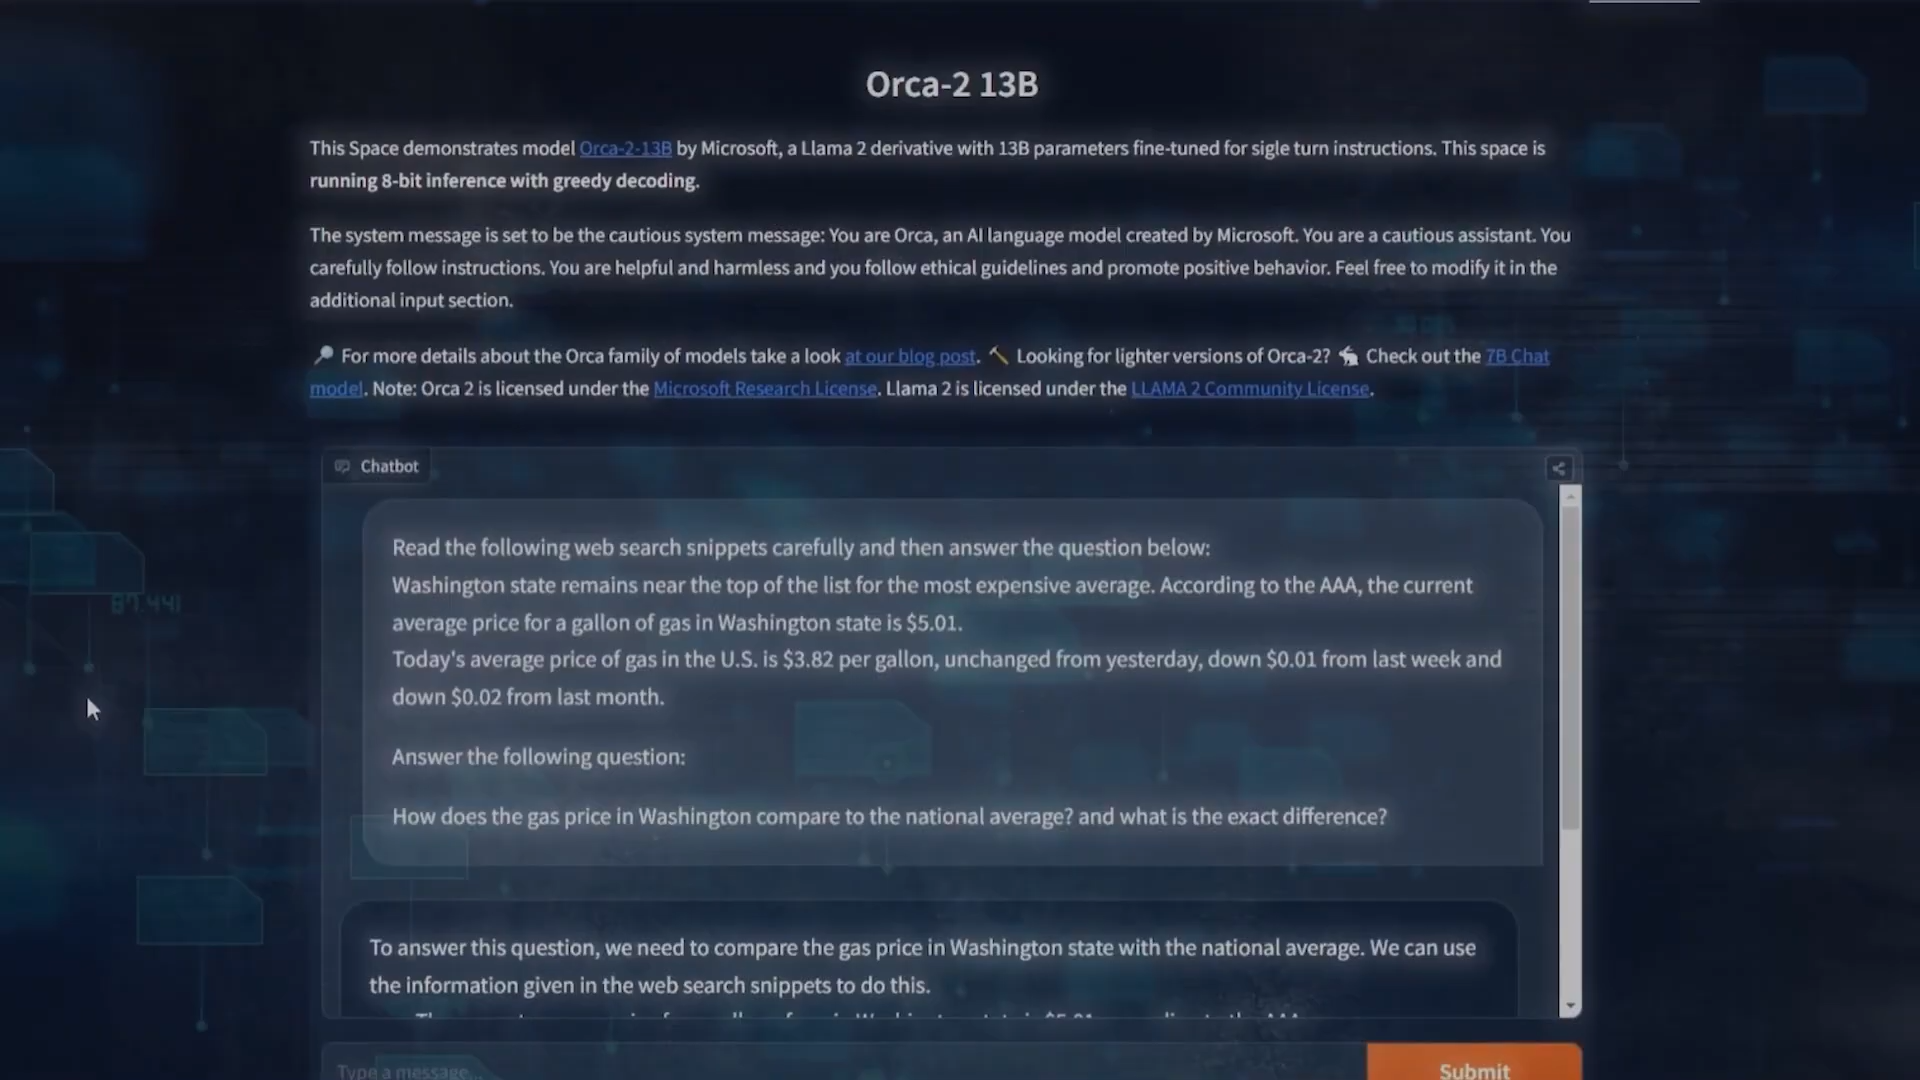 Orca-2 13B
This Space demonstrates model Orca-2-13B by Microsoft, a Llama 2 derivative with 13B parameters fine-tuned for sigle turn instructions. This space is
running 8-bit inference with greedy decoding.
The system message is set to be the cautious system message: You are Orca, an AI language model created by Microsoft. You are a cautious assistant. You
carefully follow instructions. You are helpful and harmless and you follow ethical guidelines and promote positive behavior. Feel free to modify it in the
additional input section.
🔎 For more details about the Orca family of models take a look at our blog post. 🔨 Looking for lighter versions of Orca-2? 🐇 Check out the 7B Chat
model. Note: Orca 2 is licensed under the Microsoft Research License. Llama 2 is licensed under the LLAMA 2 Community License.
Chatbot
Read the following web search snippets carefully and then answer the question below:
Washington state remains near the top of the list for the most expensive average. According to the AAA, the current
average price for a gallon of gas in Washington state is $5.01.
Today's average price of gas in the U.S. is $3.82 per gallon, unchanged from yesterday, down $0.01 from last week and
down $0.02 from last month.
87.441
Answer the following question:
How does the gas price in Washington compare to the national average? and what is the exact difference?
To answer this question, we need to compare the gas price in Washington state with the national average. We can use
the information given in the web search snippets to do this.
Type a message...
Submit